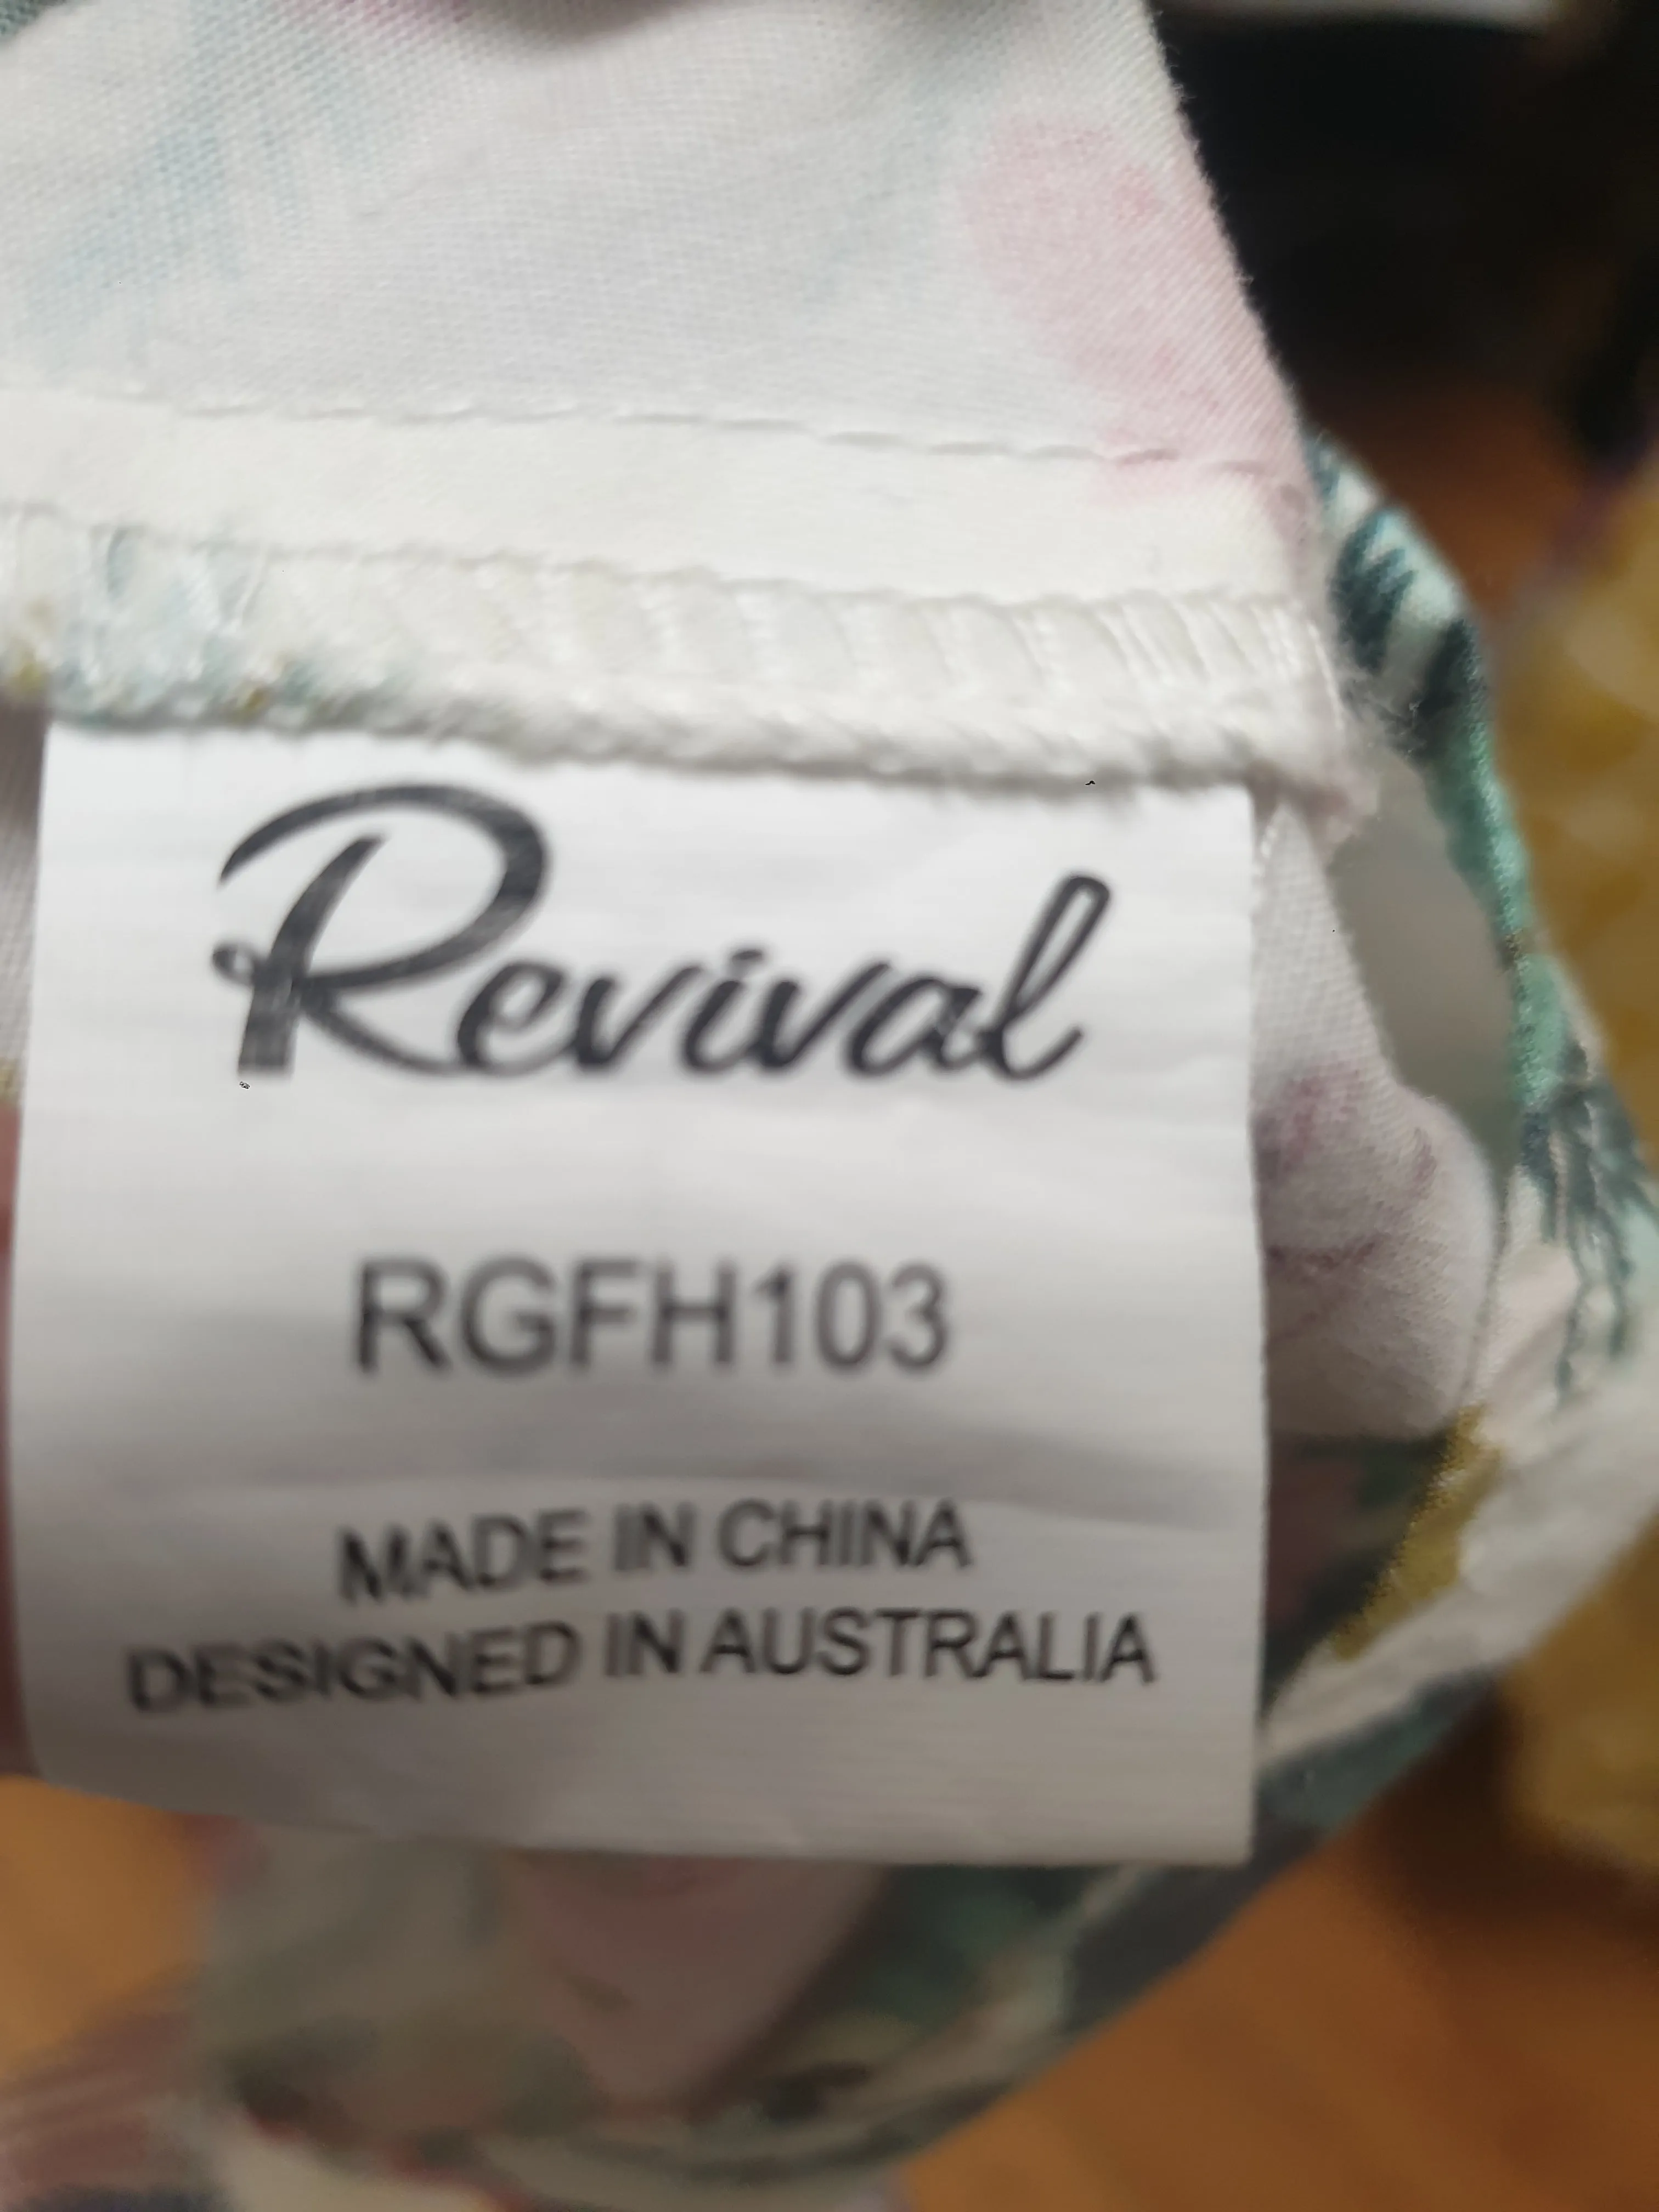 Revival
RGFH103
MADE IN CHINA
DESIGNED IN AUSTRALIA